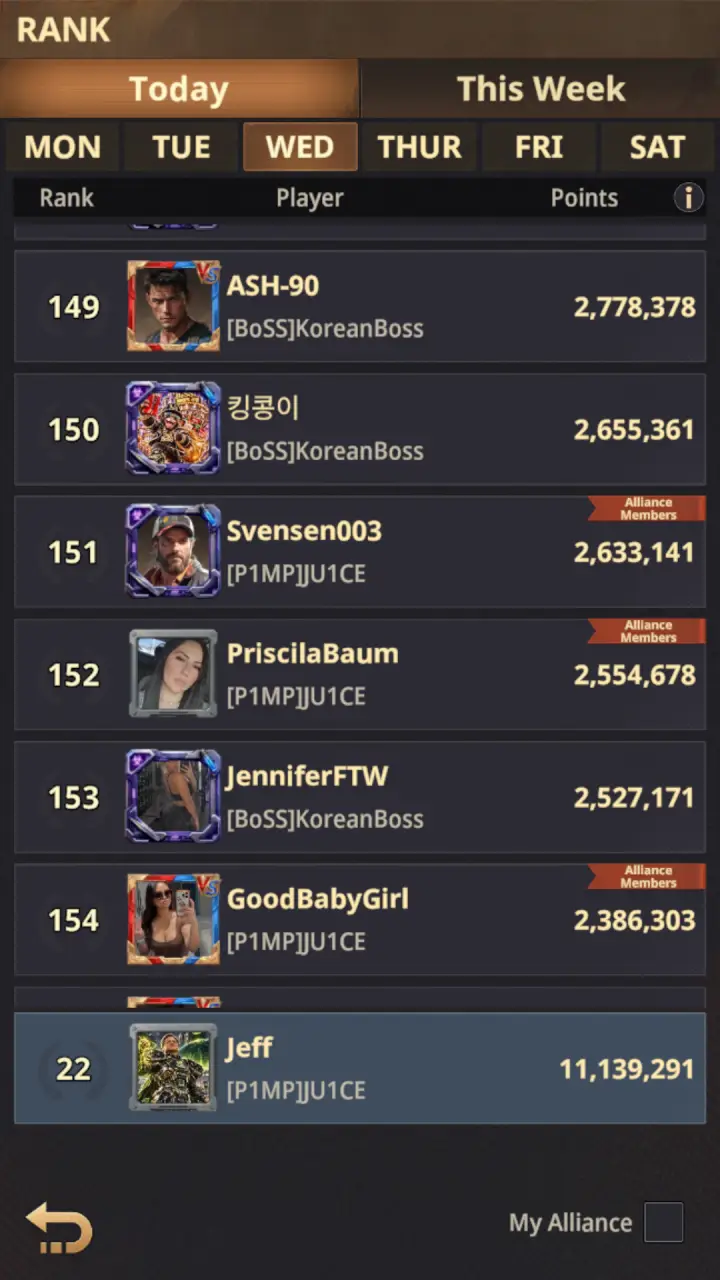 RANK
Today
This Week
MON
TUE
WED
THUR
FRI
SAT
Rank
Player
Points
149
VS
ASH-90
[BoSS]KoreanBoss
2,778,378
150
킹콩이
[BoSS]KoreanBoss
2,655,361
151
Svensen003
[P1MP]JU1CE
Alliance
Members
2,633,141
152
PriscilaBaum
[P1MP]JU1CE
Alliance
Members
2,554,678
153
JenniferFTW
[BoSS]KoreanBoss
2,527,171
154
VS
GoodBabyGirl
[P1MP]JU1CE
Alliance
Members
2,386,303
22
Jeff
[P1MP]JU1CE
11,139,291
My Alliance